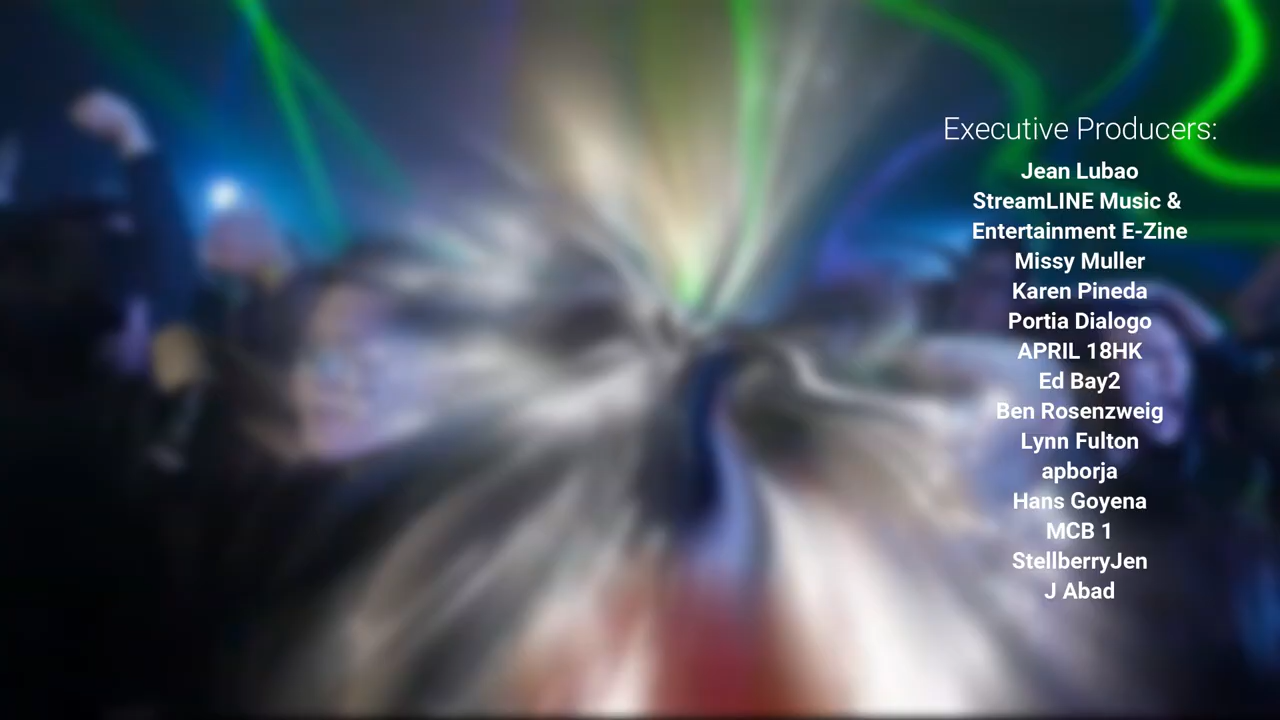 Executive Producers:
Jean Lubao
StreamLINE Music &
Entertainment E-Zine
Missy Muller
Karen Pineda
Portia Dialogo
APRIL 18HK
Ed Bay2
Ben Rosenzweig
Lynn Fulton
apborja
Hans Goyena
MCB 1
StellberryJen
J Abad